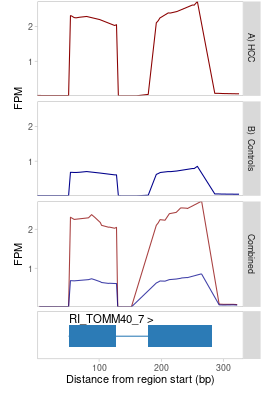 A) HCC
2
1
FPM
B) Controls
2
1
Combined
2
1
FPM
RI_TOMM40_7 >
100 200 300
Distance from region start (bp)